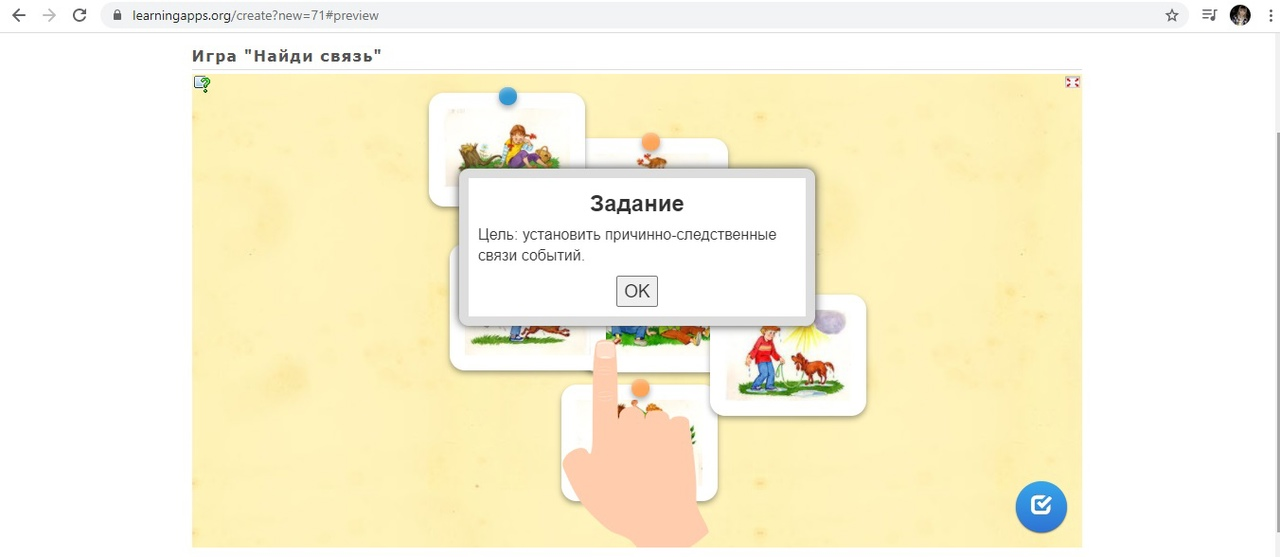 learningapps.org/create?new=71#preview
Игра "Найди связь"
Задание
Цель: установить причинно-следственные
связи событий.
OK